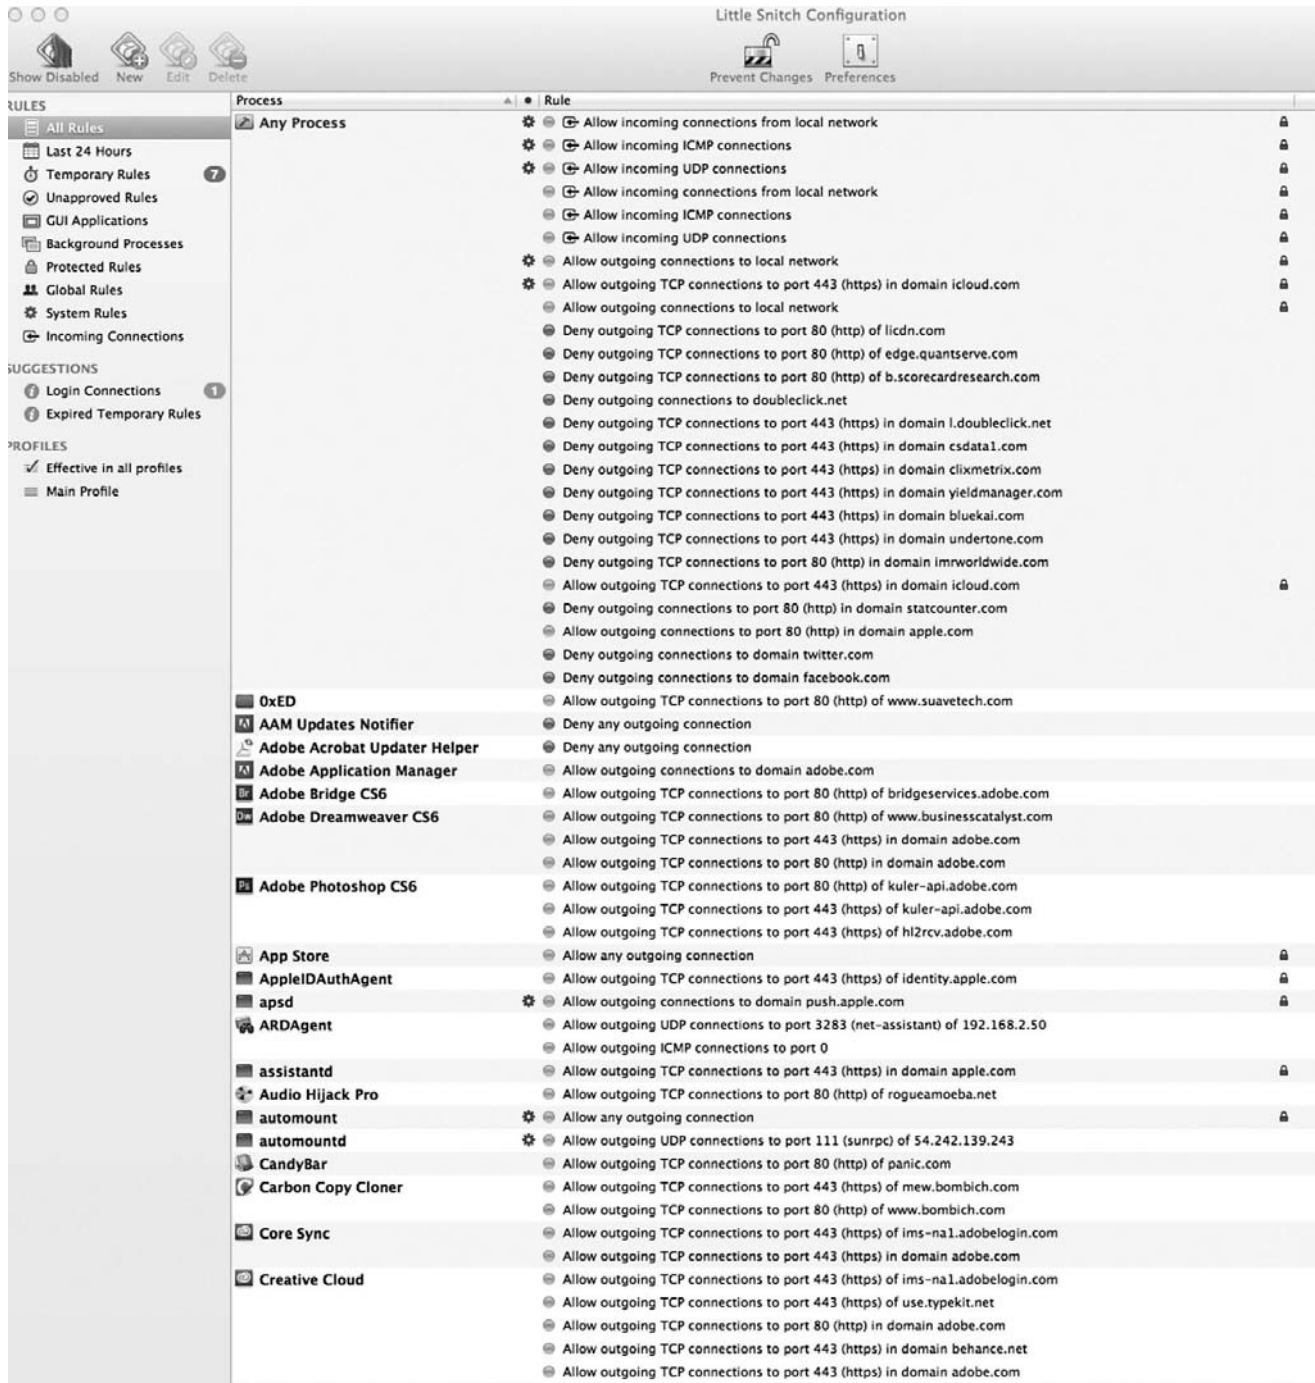 Little Snitch Configuration
Show Disabled New Edit Delete Prevent Changes Preferences
RULES
All Rules
Last 24 Hours
Temporary Rules 7
Unapproved Rules
GUI Applications
Background Processes
Protected Rules
Global Rules
System Rules
Incoming Connections
SUGGESTIONS
Login Connections 1
Expired Temporary Rules
PROFILES
Effective in all profiles
Main Profile
Process Rule
Any Process Allow incoming connections from local network
Allow incoming ICMP connections
Allow incoming UDP connections
Allow incoming connections from local network
Allow incoming ICMP connections
Allow incoming UDP connections
Allow outgoing connections to local network
Allow outgoing TCP connections to port 443 (https) in domain icloud.com
Allow outgoing connections to local network
Deny outgoing TCP connections to port 80 (http) of licdn.com
Deny outgoing TCP connections to port 80 (http) of edge.quantserve.com
Deny outgoing TCP connections to port 80 (http) of b.scorecardresearch.com
Deny outgoing connections to doubleclick.net
Deny outgoing TCP connections to port 443 (https) in domain l.doubleclick.net
Deny outgoing TCP connections to port 443 (https) in domain csdata1.com
Deny outgoing TCP connections to port 443 (https) in domain clixmetrix.com
Deny outgoing TCP connections to port 443 (https) in domain yieldmanager.com
Deny outgoing TCP connections to port 443 (https) in domain bluekai.com
Deny outgoing TCP connections to port 443 (https) in domain undertone.com
Deny outgoing TCP connections to port 80 (http) in domain imrworldwide.com
Allow outgoing TCP connections to port 443 (https) in domain icloud.com
Deny outgoing connections to port 80 (http) in domain statcounter.com
Allow outgoing connections to port 80 (http) in domain apple.com
Deny outgoing connections to domain twitter.com
Deny outgoing connections to domain facebook.com
0xED Allow outgoing TCP connections to port 80 (http) of www.suavetech.com
AAM Updates Notifier Deny any outgoing connection
Adobe Acrobat Updater Helper Deny any outgoing connection
Adobe Application Manager Allow outgoing connections to domain adobe.com
Br Adobe Bridge CS6 Allow outgoing TCP connections to port 80 (http) of bridgeservices.adobe.com
Dw Adobe Dreamweaver CS6 Allow outgoing TCP connections to port 80 (http) of www.businesscatalyst.com
Allow outgoing TCP connections to port 443 (https) in domain adobe.com
Allow outgoing TCP connections to port 80 (http) in domain adobe.com
Ps Adobe Photoshop CS6 Allow outgoing TCP connections to port 80 (http) of kuler-api.adobe.com
Allow outgoing TCP connections to port 443 (https) of kuler-api.adobe.com
Allow outgoing TCP connections to port 443 (https) of hl2rcv.adobe.com
App Store Allow any outgoing connection
AppleIDAuthAgent Allow outgoing TCP connections to port 443 (https) of identity.apple.com
apsd Allow outgoing connections to domain push.apple.com
ARDAgent Allow outgoing UDP connections to port 3283 (net-assistant) of 192.168.2.50
Allow outgoing ICMP connections to port 0
assistantd Allow outgoing TCP connections to port 443 (https) in domain apple.com
Audio Hijack Pro Allow outgoing TCP connections to port 80 (http) of rogueamoeba.net
automount Allow any outgoing connection
automountd Allow outgoing UDP connections to port 111 (sunrpc) of 54.242.139.243
CandyBar Allow outgoing TCP connections to port 80 (http) of panic.com
Carbon Copy Cloner Allow outgoing TCP connections to port 443 (https) of mew.bombich.com
Allow outgoing TCP connections to port 80 (http) of www.bombich.com
Core Sync Allow outgoing TCP connections to port 443 (https) of ims-na1.adobelogin.com
Allow outgoing TCP connections to port 443 (https) in domain adobe.com
Creative Cloud Allow outgoing TCP connections to port 443 (https) of ims-na1.adobelogin.com
Allow outgoing TCP connections to port 443 (https) of use.typekit.net
Allow outgoing TCP connections to port 80 (http) in domain adobe.com
Allow outgoing TCP connections to port 443 (https) in domain behance.net
Allow outgoing TCP connections to port 443 (https) in domain adobe.com